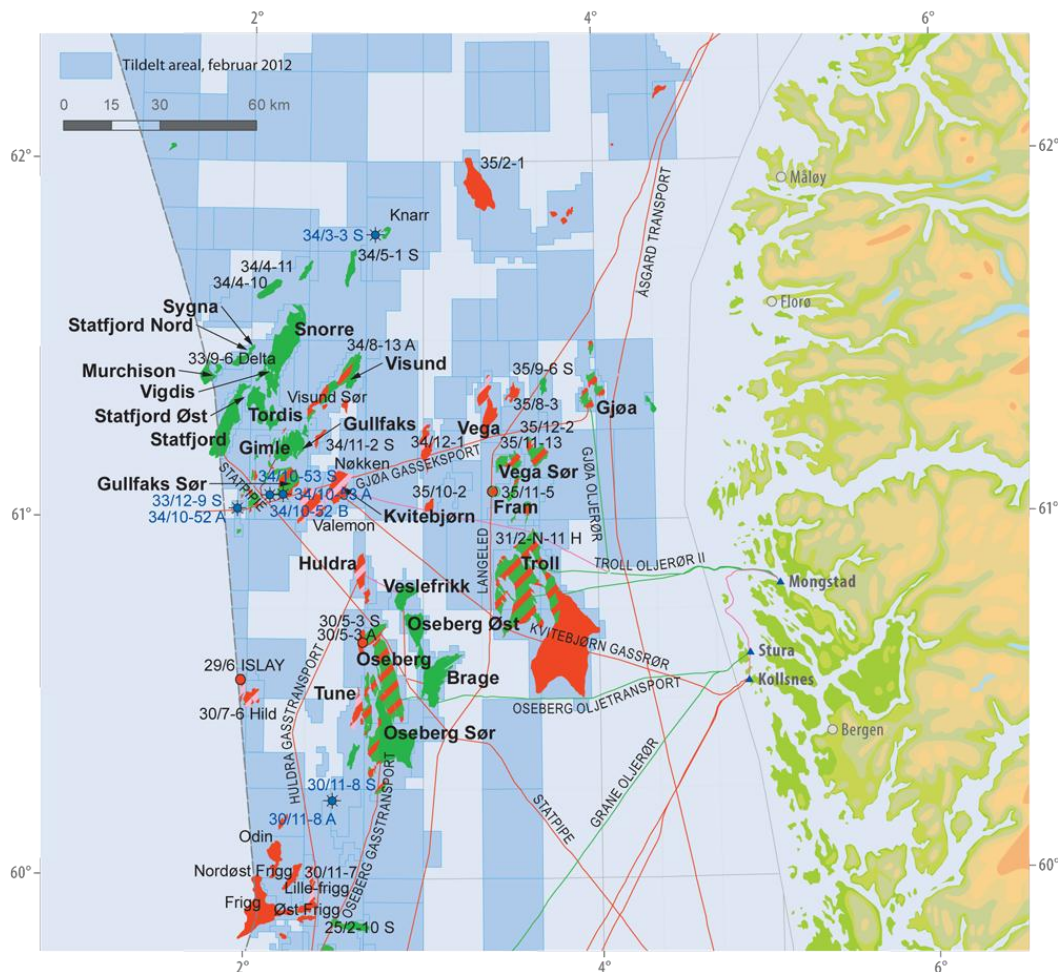 2°
4°
6°
Tildelt areal, februar 2012
0 15 30 60 km
62°
62°
35/2-1
Måløy
Knarr
34/3-3 S
34/5-1 S
ÅSGARD TRANSPORT
34/4-11
34/4-10
Florø
Sygna
Statfjord Nord
Snorre
34/8-13 A
33/9-6 Delta
Visund
Murchison
35/9-6 S
Vigdis
Visund Sør
35/8-3
Gjøa
Statfjord Øst
Tordis
Gullfaks
Vega
35/12-2
Statfjord
Gimle
34/11-2 S
34/12-1
35/11-13
Nøkken
GJØA GASSEKSPORT
Vega Sør
GJØA OLJERØR
STATPIPE
34/10-53 S
Gullfaks Sør
34/10-53 A
35/10-2
35/11-5
33/12-9 S
34/10-52 B
Kvitebjørn
Fram
61°
61°
34/10-52 A
Valemon
31/2-N-11 H
Huldra
LANGELED
Troll
TROLL OLJERØR II
Mongstad
Veslefrikk
30/5-3 S
Oseberg Øst
30/5-3 A
KVITEBJØRN GASSRØR
Stura
Oseberg
29/6 ISLAY
Brage
Kollsnes
Tune
OSEBERG OLJETRANSPORT
30/7-6 Hild
HULDRA GASSTRANSPORT
Oseberg Sør
Bergen
30/11-8 S
30/11-8 A
OSEBERG GASSTRANSPORT
STATPIPE
GRANE OLJERØR
Odin
60°
60°
Nordøst Frigg
30/11-7
Lille-frigg
Frigg
Øst Frigg
25/2-10 S
2°
4°
6°